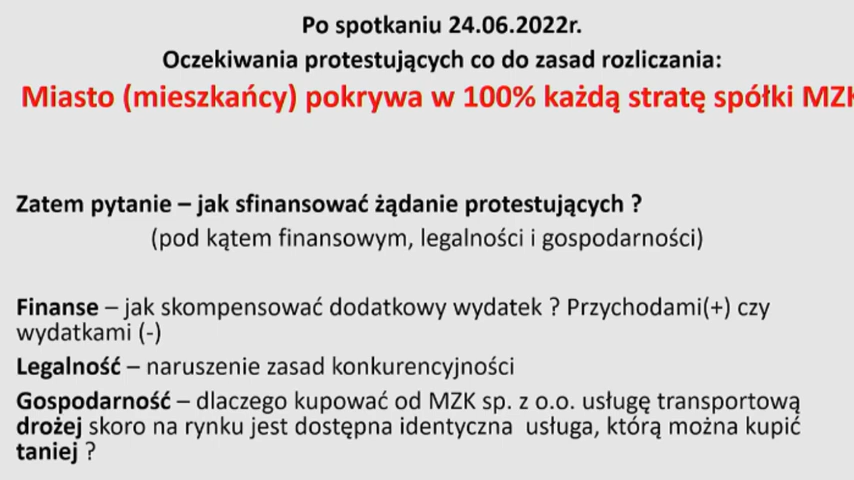 Po spotkaniu 24.06.2022r.
Oczekiwania protestujących co do zasad rozliczania:
Miasto (mieszkańcy) pokrywa w 100% każdą stratę spółki MZK
Zatem pytanie – jak sfinansować żądanie protestujących ?
(pod kątem finansowym, legalności i gospodarności)
Finanse – jak skompensować dodatkowy wydatek ? Przychodami(+) czy
wydatkami (-)
Legalność – naruszenie zasad konkurencyjności
Gospodarność – dlaczego kupować od MZK sp. z o.o. usługę transportową
drożej skoro na rynku jest dostępna identyczna  usługa, którą można kupić
taniej ?